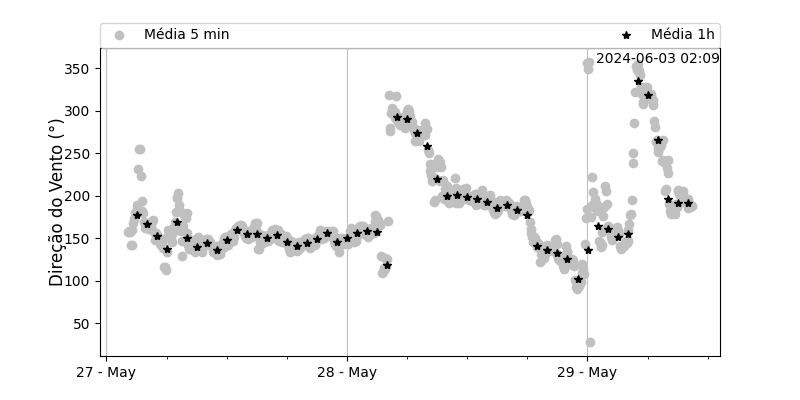 Média 5 min
Média 1h
2024-06-03 02:09
Direção do Vento (°)
350
300
250
200
150
100
50
27 - May
28 - May
29 - May